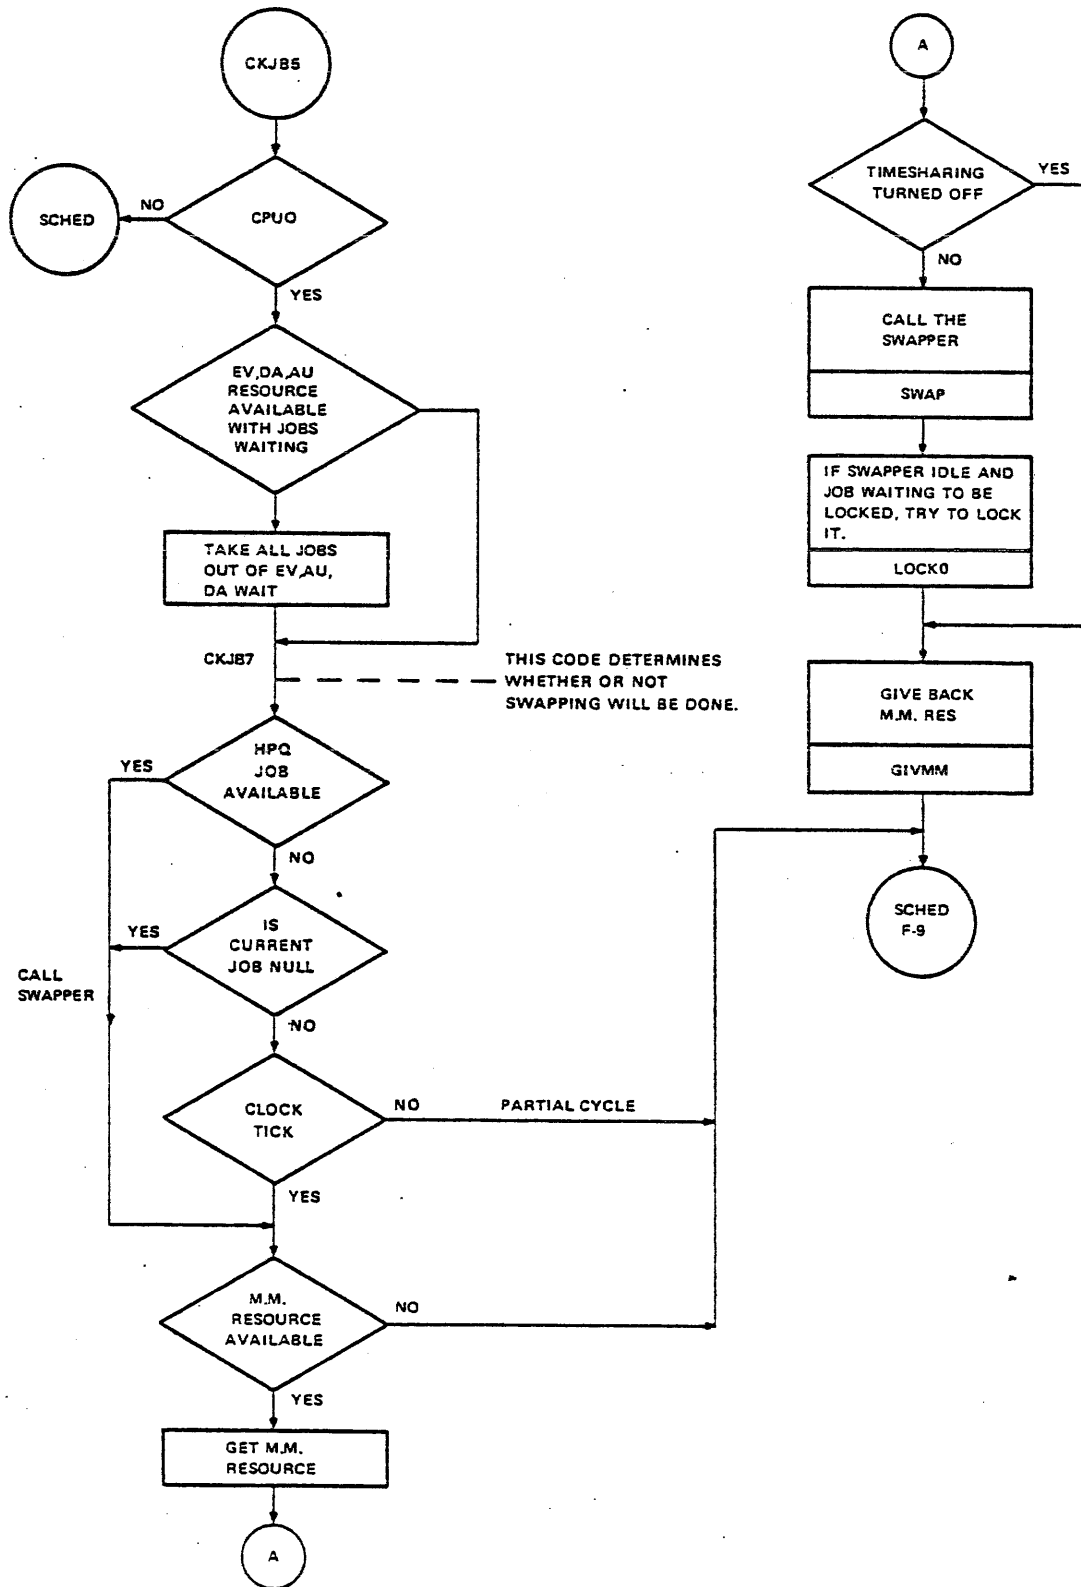 CKJB5
CPU0
NO
SCHED
YES
EV,DA,AU
RESOURCE
AVAILABLE
WITH JOBS
WAITING
TAKE ALL JOBS
OUT OF EV,AU,
DA WAIT
CKJB7
THIS CODE DETERMINES
WHETHER OR NOT
SWAPPING WILL BE DONE.
HPQ
JOB
AVAILABLE
YES
NO
IS
CURRENT
JOB NULL
YES
CALL
SWAPPER
NO
CLOCK
TICK
NO
PARTIAL CYCLE
YES
M.M.
RESOURCE
AVAILABLE
NO
YES
GET M.M.
RESOURCE
A
A
TIMESHARING
TURNED OFF
YES
NO
CALL THE
SWAPPER
SWAP
IF SWAPPER IDLE AND
JOB WAITING TO BE
LOCKED, TRY TO LOCK
IT.
LOCK0
GIVE BACK
M.M. RES
GIVMM
SCHED
F-9